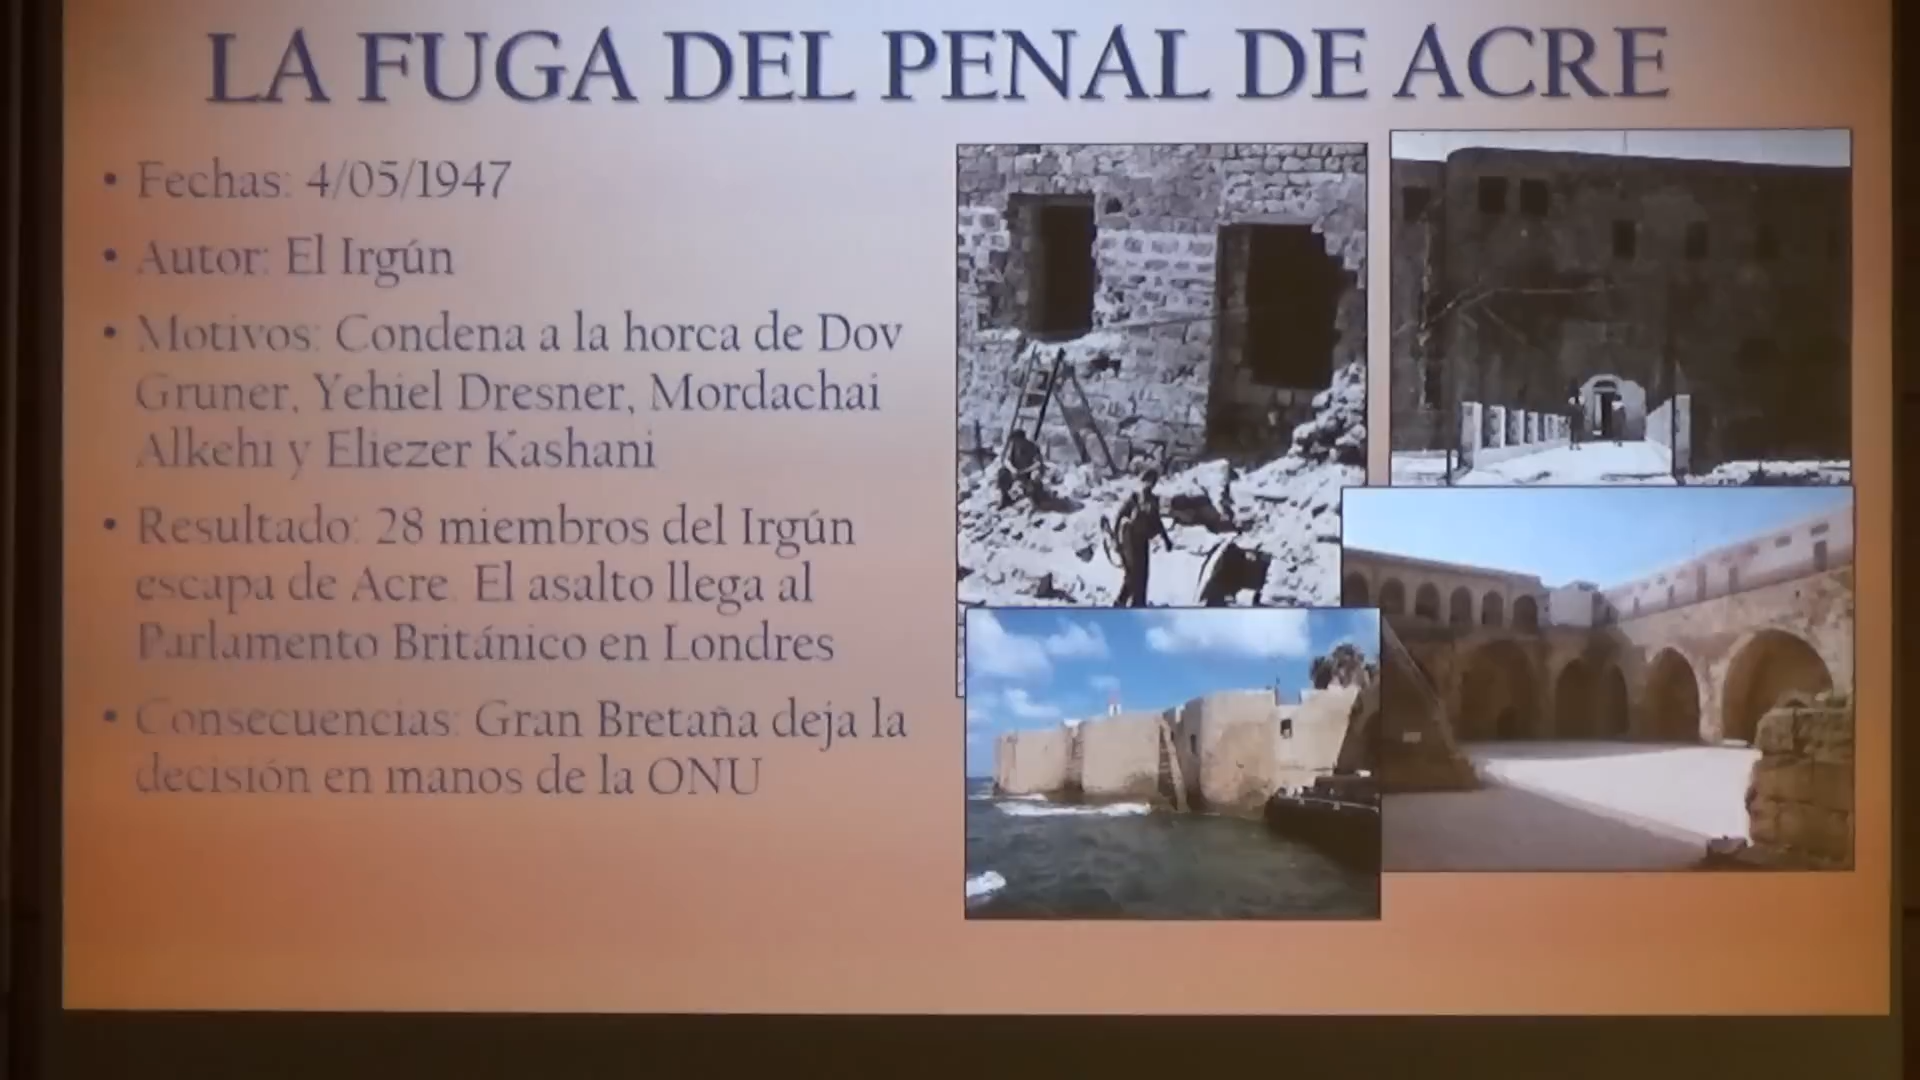 LA FUGA DEL PENAL DE ACRE
• Fechas: 4/05/1947
• Autor: El Irgún
• Motivos: Condena a la horca de Dov
Gruner, Yehiel Dresner, Mordachai
Alkehi y Eliezer Kashani
• Resultado: 28 miembros del Irgún
escapa de Acre. El asalto llega al
Parlamento Británico en Londres
• Consecuencias: Gran Bretaña deja la
decisión en manos de la ONU